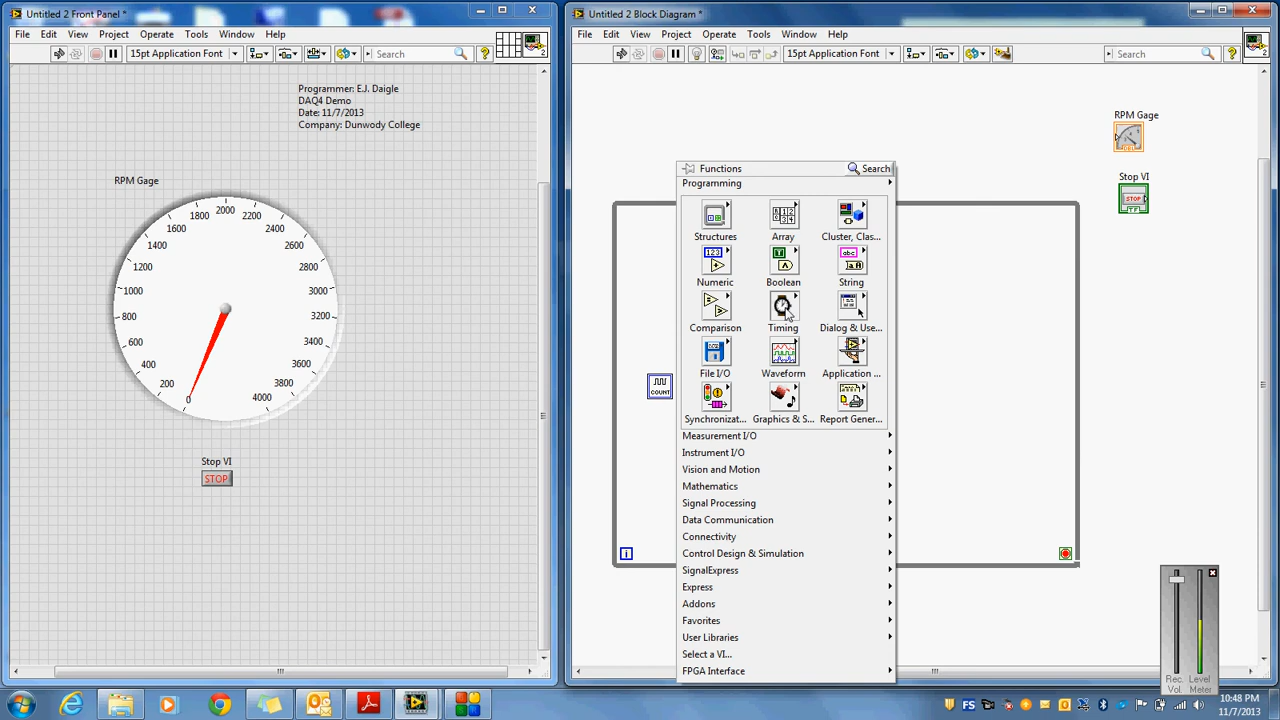 Untitled 2 Front Panel *
File Edit View Project Operate Tools Window Help
15pt Application Font
Search
Programmer: E.J. Daigle
DAQ4 Demo
Date: 11/7/2013
Company: Dunwody College
RPM Gage
0
200
400
600
800
1000
1200
1400
1600
1800
2000
2200
2400
2600
2800
3000
3200
3400
3600
3800
4000
Stop VI
STOP
Untitled 2 Block Diagram *
File Edit View Project Operate Tools Window Help
15pt Application Font
Search
RPM Gage
DBL
Stop VI
STOP
TF
COUNT
i
Functions Search
Programming
Structures Array Cluster, Clas...
Numeric Boolean String
Comparison Timing Dialog & Use...
File I/O Waveform Application ...
Synchronizat... Graphics & S... Report Gener...
Measurement I/O
Instrument I/O
Vision and Motion
Mathematics
Signal Processing
Data Communication
Connectivity
Control Design & Simulation
SignalExpress
Express
Addons
Favorites
User Libraries
Select a VI...
FPGA Interface
Rec. Vol.
Level Meter
FS
10:48 PM
11/7/2013